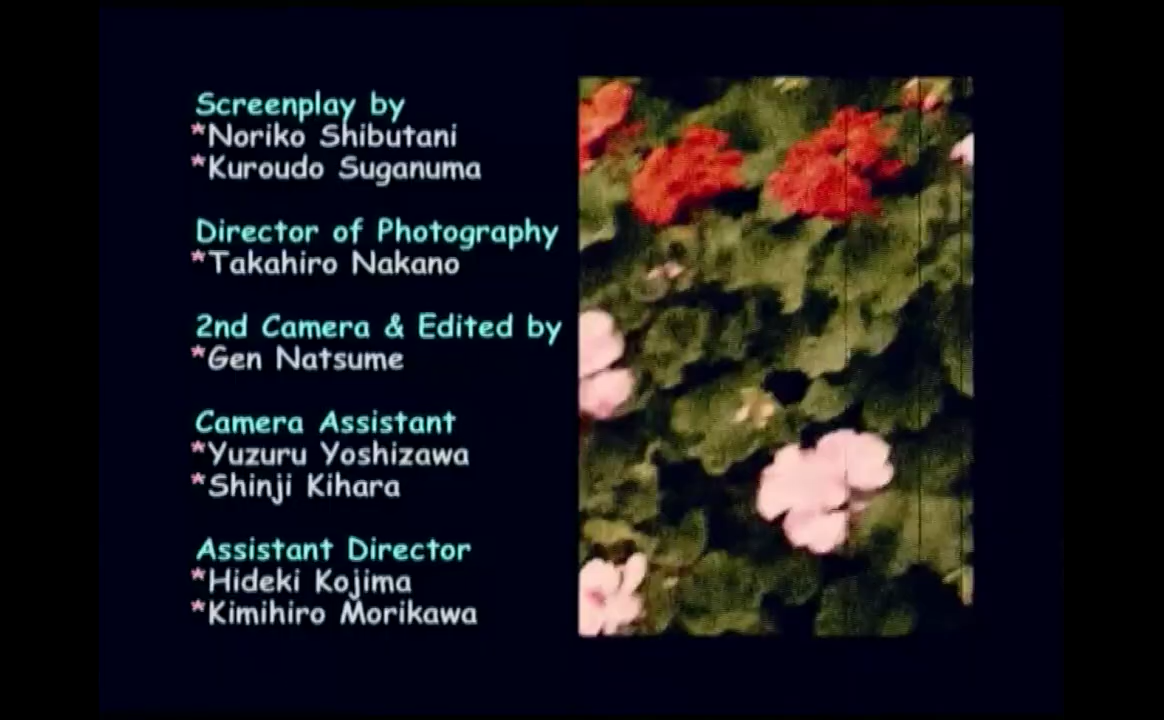 Screenplay by
*Noriko Shibutani
*Kuroudo Suganuma
Director of Photography
*Takahiro Nakano
2nd Camera & Edited by
*Gen Natsume
Camera Assistant
*Yuzuru Yoshizawa
*Shinji Kihara
Assistant Director
*Hideki Kojima
*Kimihiro Morikawa